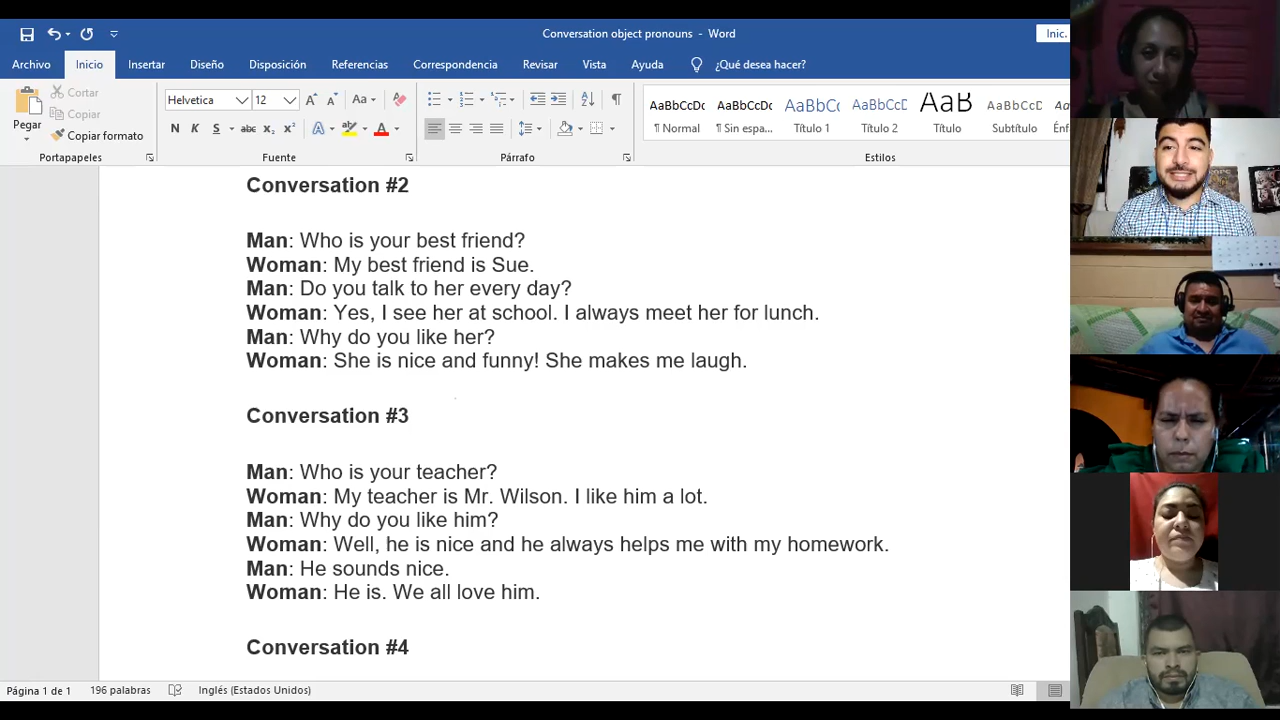 Conversation object pronouns - Word
Inic.
Archivo Inicio Insertar Diseño Disposición Referencias Correspondencia Revisar Vista Ayuda ¿Qué desea hacer?
Pegar
Cortar
Copiar
Copiar formato
Portapapeles
Helvetica 12
Aa
N K S abc x₂ x²
A A
Fuente
Párrafo
AaBbCcDc AaBbCcDc AaBbCc AaBbCcD AaB AaBbCcD AaBbCcDc
¶ Normal ¶ Sin espa... Título 1 Título 2 Título Subtítulo Énf
Estilos
Conversation #2
Man: Who is your best friend?
Woman: My best friend is Sue.
Man: Do you talk to her every day?
Woman: Yes, I see her at school. I always meet her for lunch.
Man: Why do you like her?
Woman: She is nice and funny! She makes me laugh.
Conversation #3
Man: Who is your teacher?
Woman: My teacher is Mr. Wilson. I like him a lot.
Man: Why do you like him?
Woman: Well, he is nice and he always helps me with my homework.
Man: He sounds nice.
Woman: He is. We all love him.
Conversation #4
Página 1 de 1 196 palabras Inglés (Estados Unidos)